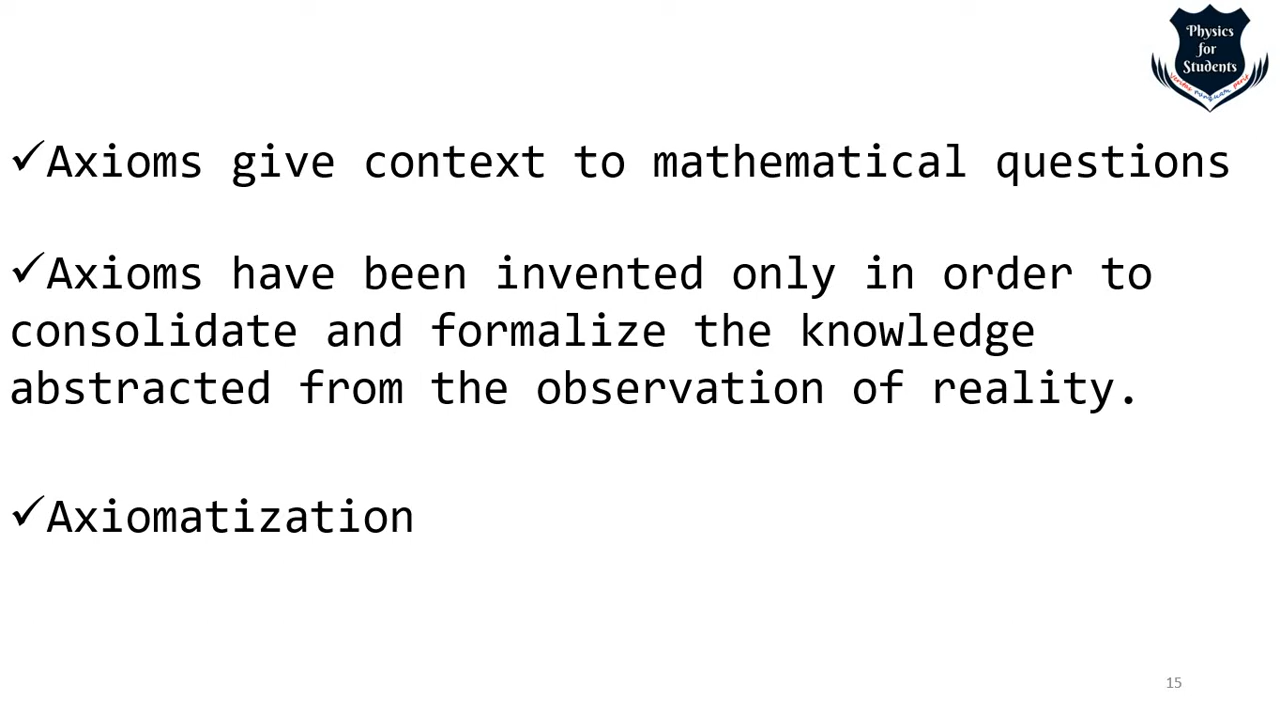 Physics
for
Students
✓Axioms give context to mathematical questions
✓Axioms have been invented only in order to
consolidate and formalize the knowledge
abstracted from the observation of reality.
✓Axiomatization
15